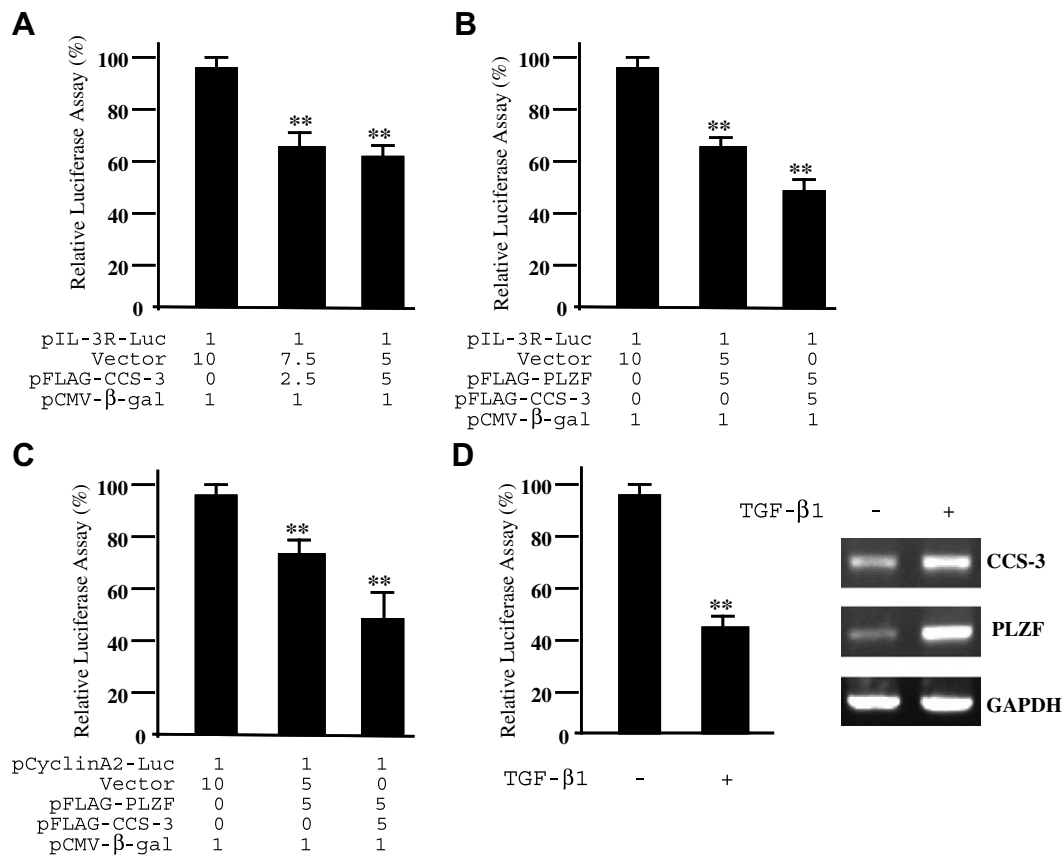 A
Relative Luciferase Assay (%)
100
80
60
40
20
0
**
**
pIL-3R-Luc 1 1 1
Vector 10 7.5 5
pFLAG-CCS-3 0 2.5 5
pCMV-β-gal 1 1 1
B
Relative Luciferase Assay (%)
100
80
60
40
20
0
**
**
pIL-3R-Luc 1 1 1
Vector 10 5 0
pFLAG-PLZF 0 5 5
pFLAG-CCS-3 0 0 5
pCMV-β-gal 1 1 1
C
Relative Luciferase Assay (%)
100
80
60
40
20
0
**
**
pCyclinA2-Luc 1 1 1
Vector 10 5 0
pFLAG-PLZF 0 5 5
pFLAG-CCS-3 0 0 5
pCMV-β-gal 1 1 1
D
Relative Luciferase Assay (%)
100
80
60
40
20
0
**
TGF-β1 - +
TGF-β1 - +
CCS-3
PLZF
GAPDH